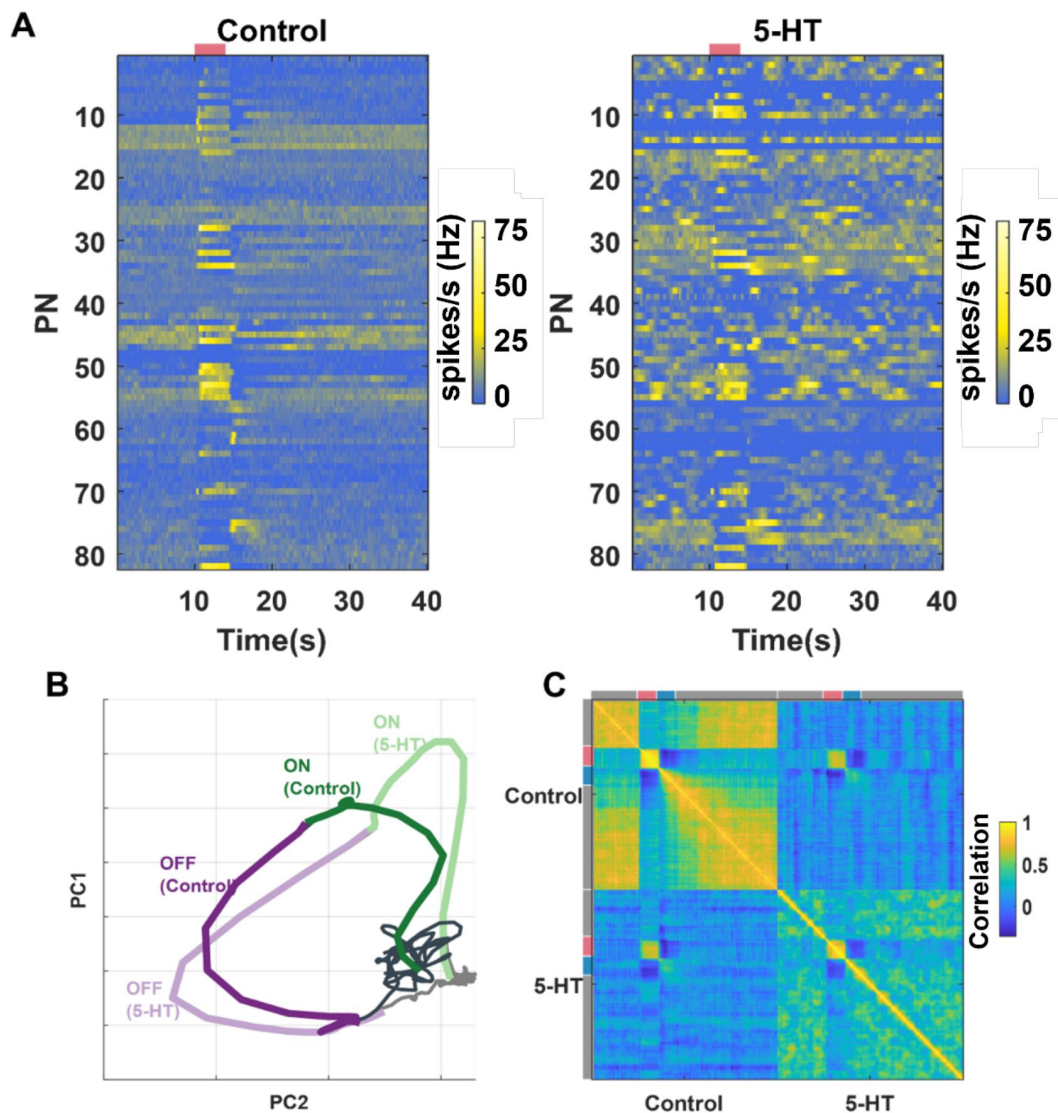 A
Control
5-HT
10
20
30
40
50
60
70
80
PN
10 20 30 40
Time(s)
75
50
25
0
spikes/s (Hz)
10
20
30
40
50
60
70
80
PN
10 20 30 40
Time(s)
75
50
25
0
spikes/s (Hz)
B
ON
(5-HT)
ON
(Control)
OFF
(Control)
OFF
(5-HT)
PC1
PC2
C
Control
5-HT
Control 5-HT
1
0.5
0
Correlation